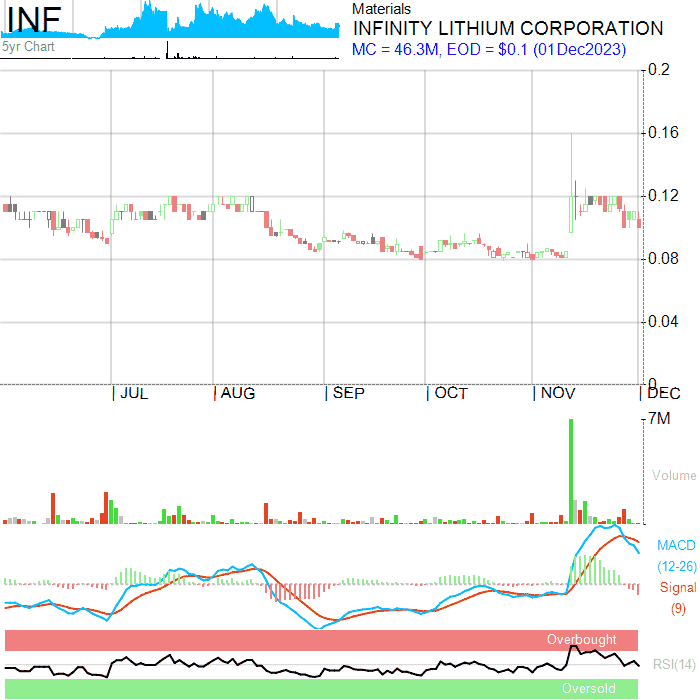 INF
5yr Chart
Materials
INFINITY LITHIUM CORPORATION
MC = 46.3M, EOD = $0.1 (01Dec2023)
0.2
0.16
0.12
0.08
0.04
0
JUL AUG SEP OCT NOV DEC
7M
Volume
MACD
(12-26)
Signal
(9)
Overbought
RSI(14)
Oversold